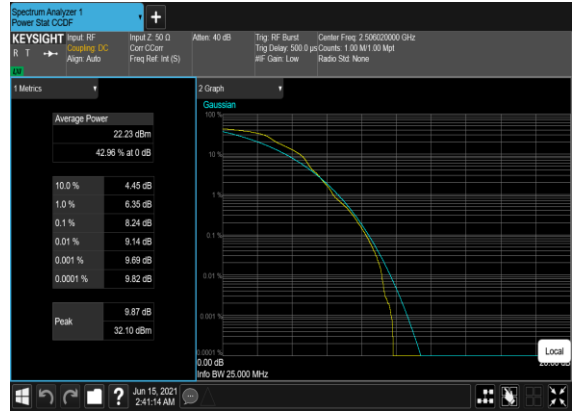 Spectrum Analyzer 1
Power Stat CCDF
KEYSIGHT
R T
Input: RF
Coupling: DC
Align: Auto
Input Z: 50 Ω
Corr CCorr
Freq Ref: Int (S)
Atten: 40 dB
Trig: RF Burst
Trig Delay: 500.0 µs
#IF Gain: Low
Center Freq: 2.506020000 GHz
Counts: 1.00 M/1.00 Mpt
Radio Std: None
1 Metrics
Average Power
22.23 dBm
42.96 % at 0 dB
10.0 % 4.45 dB
1.0 % 6.35 dB
0.1 % 8.24 dB
0.01 % 9.14 dB
0.001 % 9.69 dB
0.0001 % 9.82 dB
Peak
9.87 dB
32.10 dBm
2 Graph
Gaussian
100 %
10 %
1 %
0.1 %
0.01 %
0.001 %
0.0001 %
0.00 dB
Info BW 25.000 MHz
Local
Jun 15, 2021
2:41:14 AM